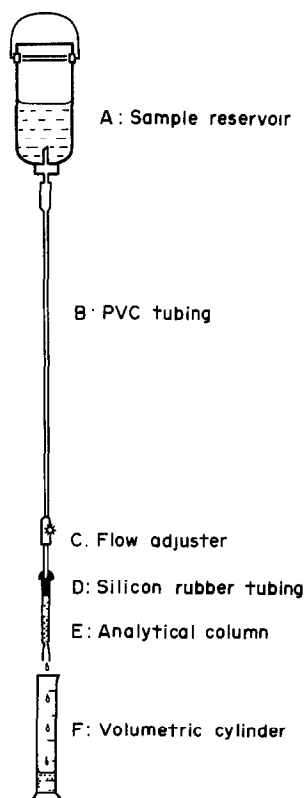 A: Sample reservoir
B· PVC tubing
C. Flow adjuster
D: Silicon rubber tubing
E: Analytical column
F: Volumetric cylinder